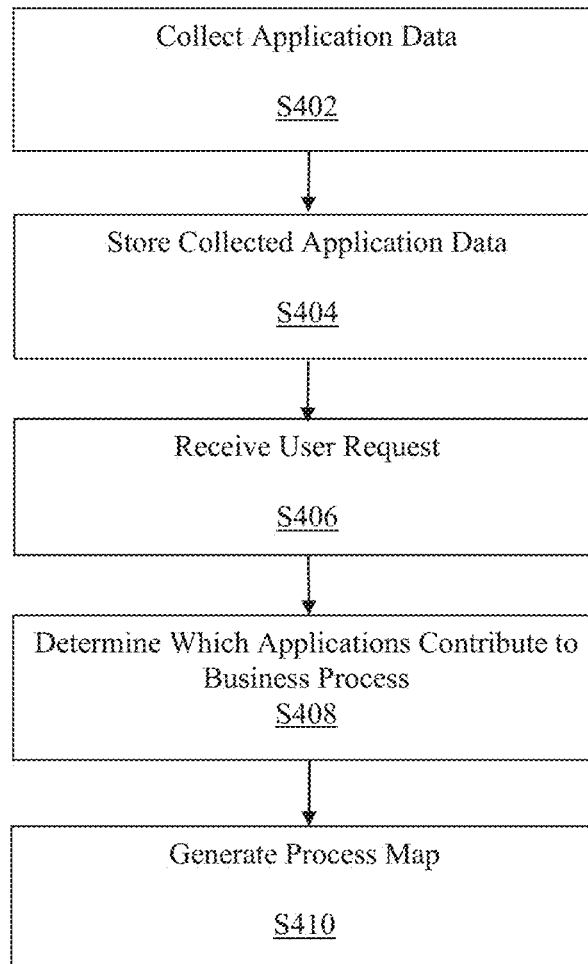 Collect Application Data
S402
Store Collected Application Data
S404
Receive User Request
S406
Determine Which Applications Contribute to
Business Process
S408
Generate Process Map
S410